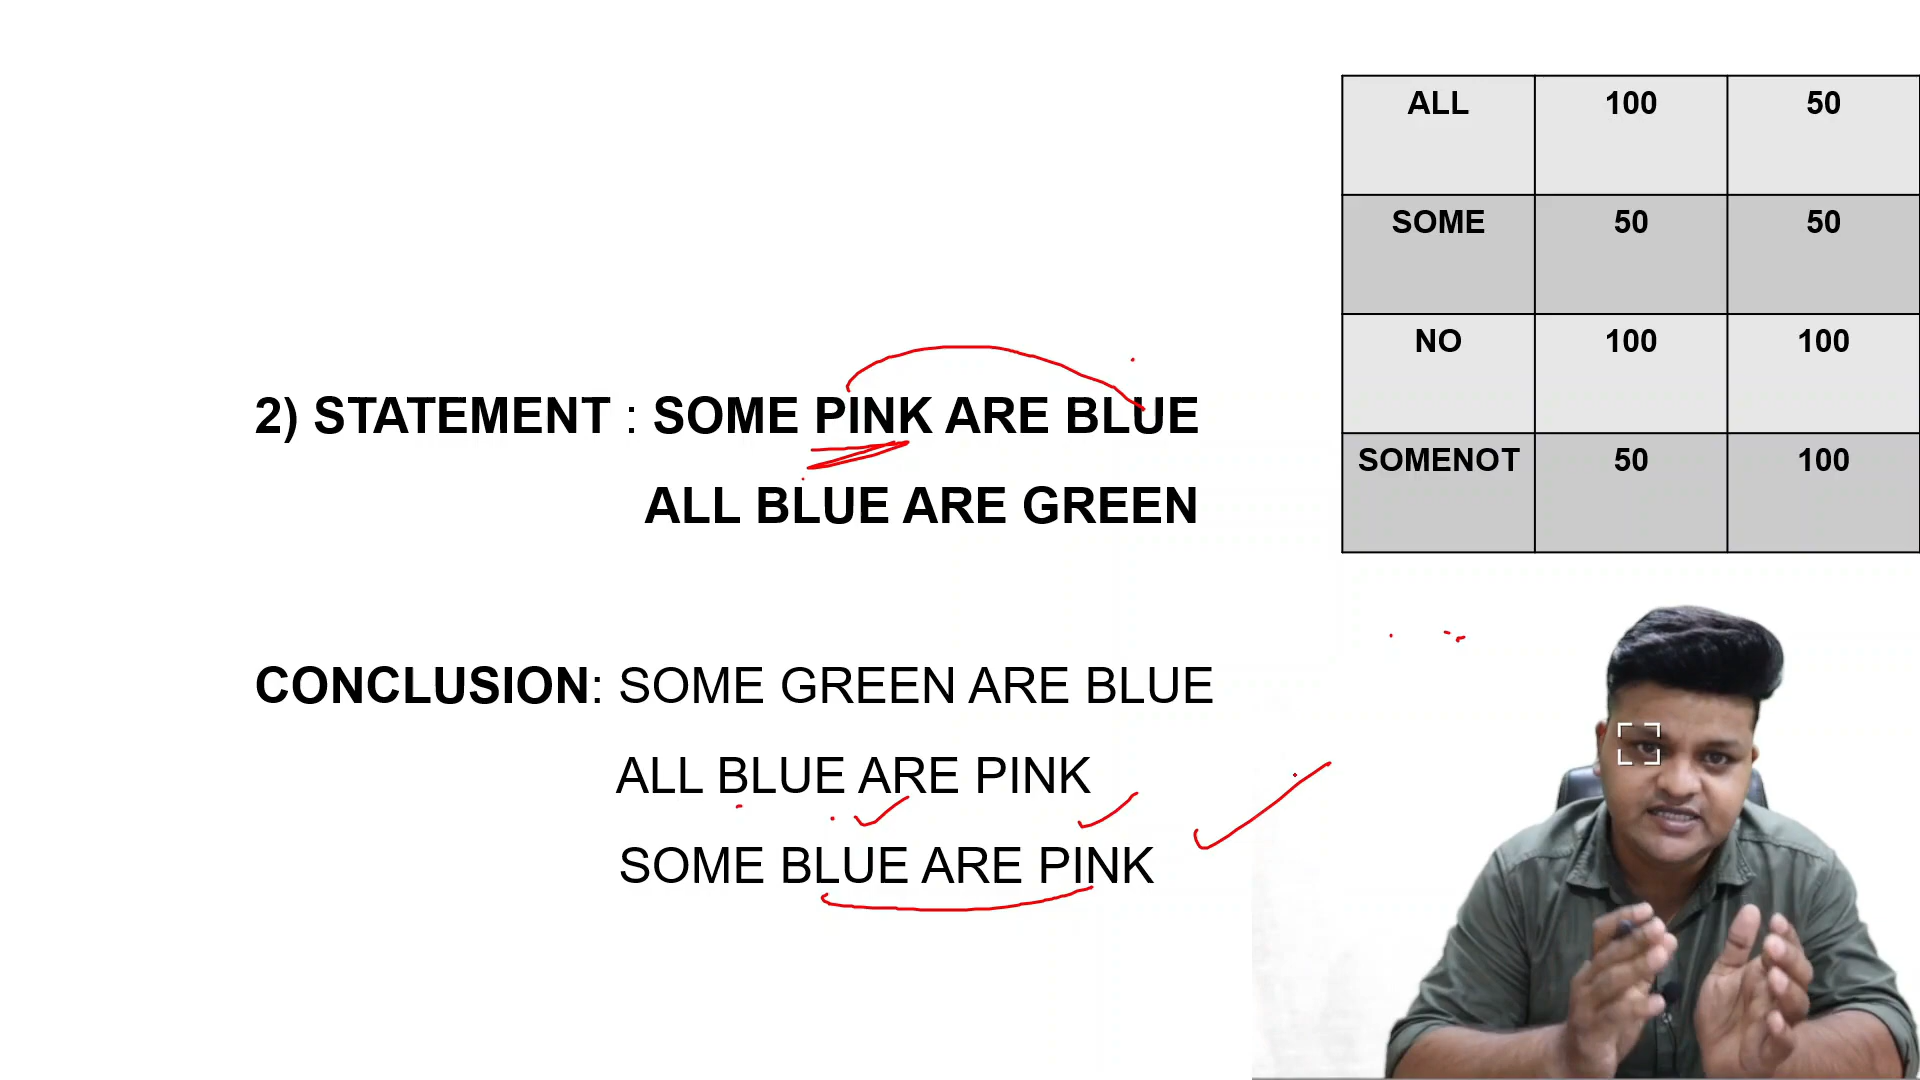 ALL 100 50
SOME 50 50
NO 100 100
SOMENOT 50 100
2) STATEMENT : SOME PINK ARE BLUE
ALL BLUE ARE GREEN
CONCLUSION: SOME GREEN ARE BLUE
ALL BLUE ARE PINK
SOME BLUE ARE PINK